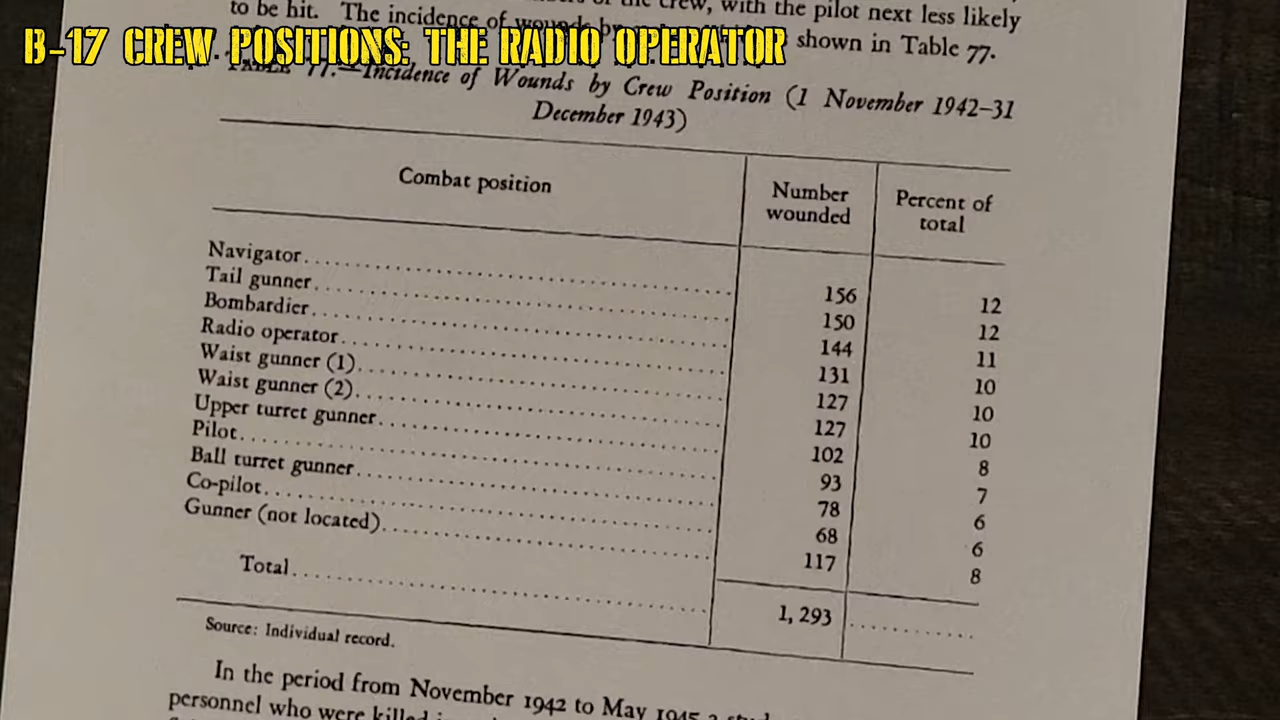 of the crew, with the pilot next less likely
to be hit. The incidence of wounds by shown in Table 77.
B-17 CREW POSITIONS: THE RADIO OPERATOR
TABLE 77.—Incidence of Wounds by Crew Position (1 November 1942–31
December 1943)
Combat position Number wounded Percent of total
Navigator 156 12
Tail gunner 150 12
Bombardier 144 11
Radio operator 131 10
Waist gunner (1) 127 10
Waist gunner (2) 127 10
Upper turret gunner 102 8
Pilot 93 7
Ball turret gunner 78 6
Co-pilot 68 6
Gunner (not located) 117 8
Total 1, 293
Source: Individual record.
In the period from November 1942 to May 1945 a
personnel who were killed